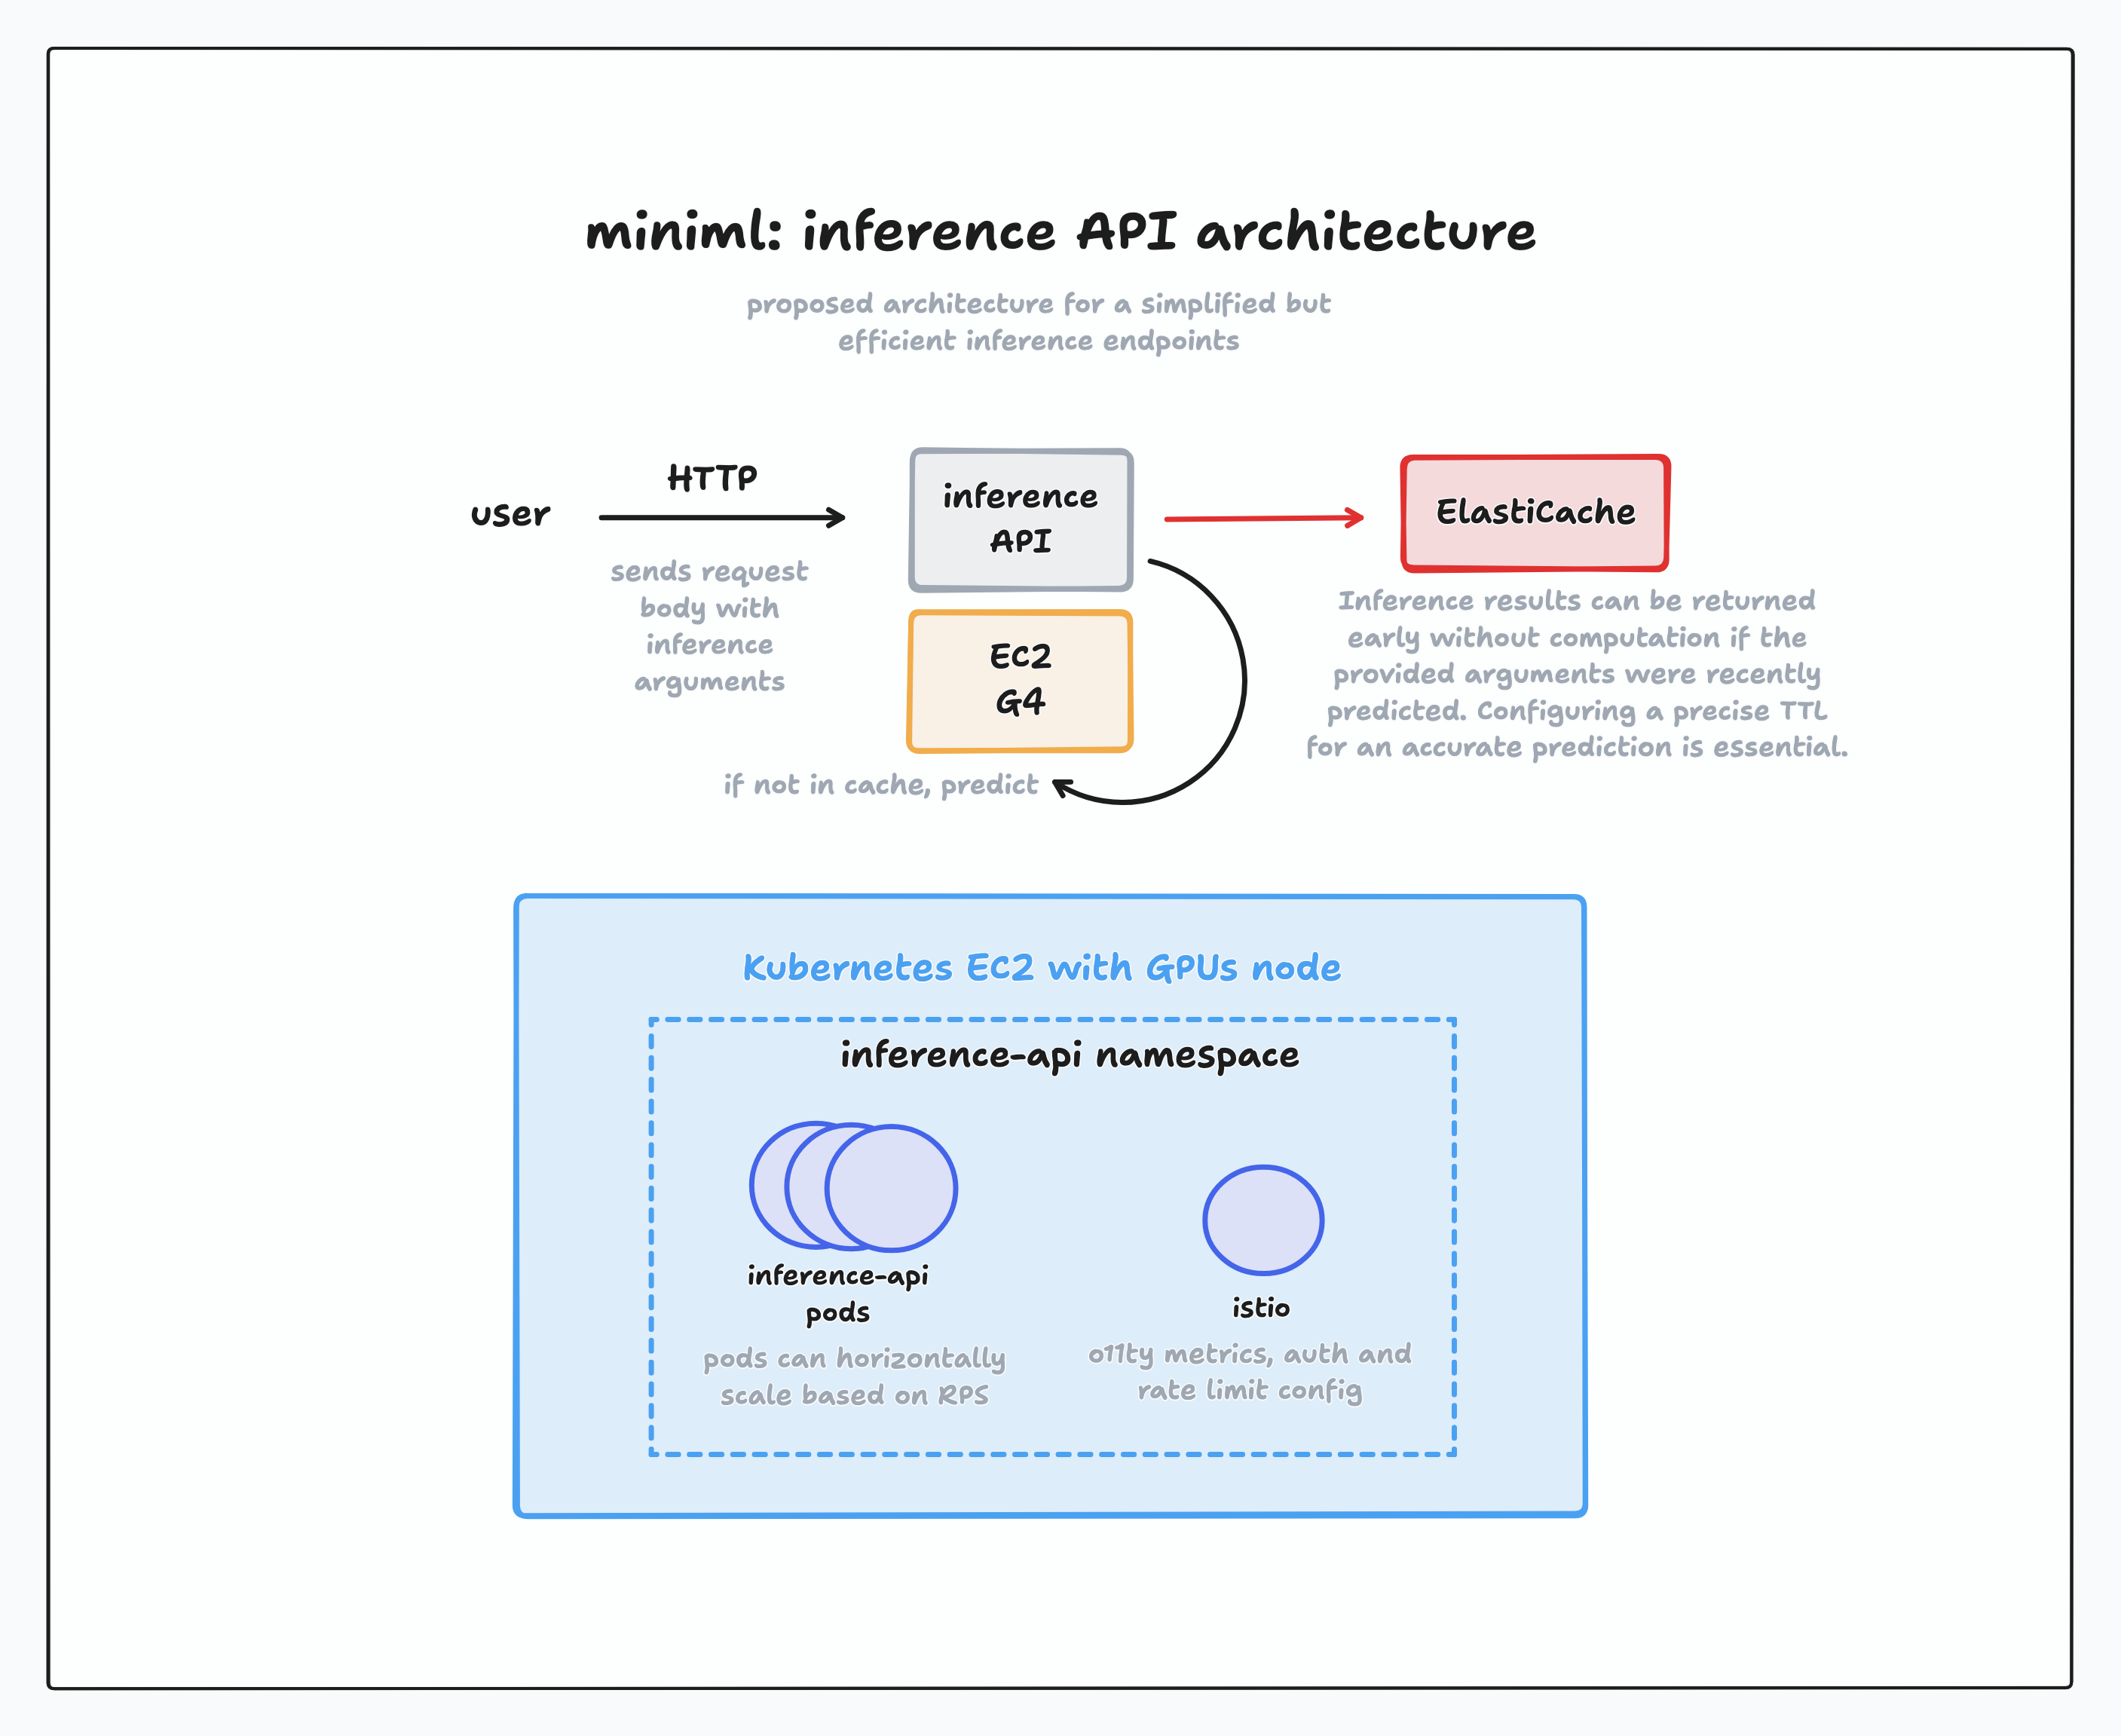 miniml: inference API architecture
proposed architecture for a simplified but
efficient inference endpoints
user
HTTP
sends request
body with
inference
arguments
inference
API
EC2
G4
if not in cache, predict
ElastiCache
Inference results can be returned
early without computation if the
provided arguments were recently
predicted. Configuring a precise TTL
for an accurate prediction is essential.
Kubernetes EC2 with GPUs node
inference-api namespace
inference-api
pods
pods can horizontally
scale based on RPS
istio
o11ty metrics, auth and
rate limit config